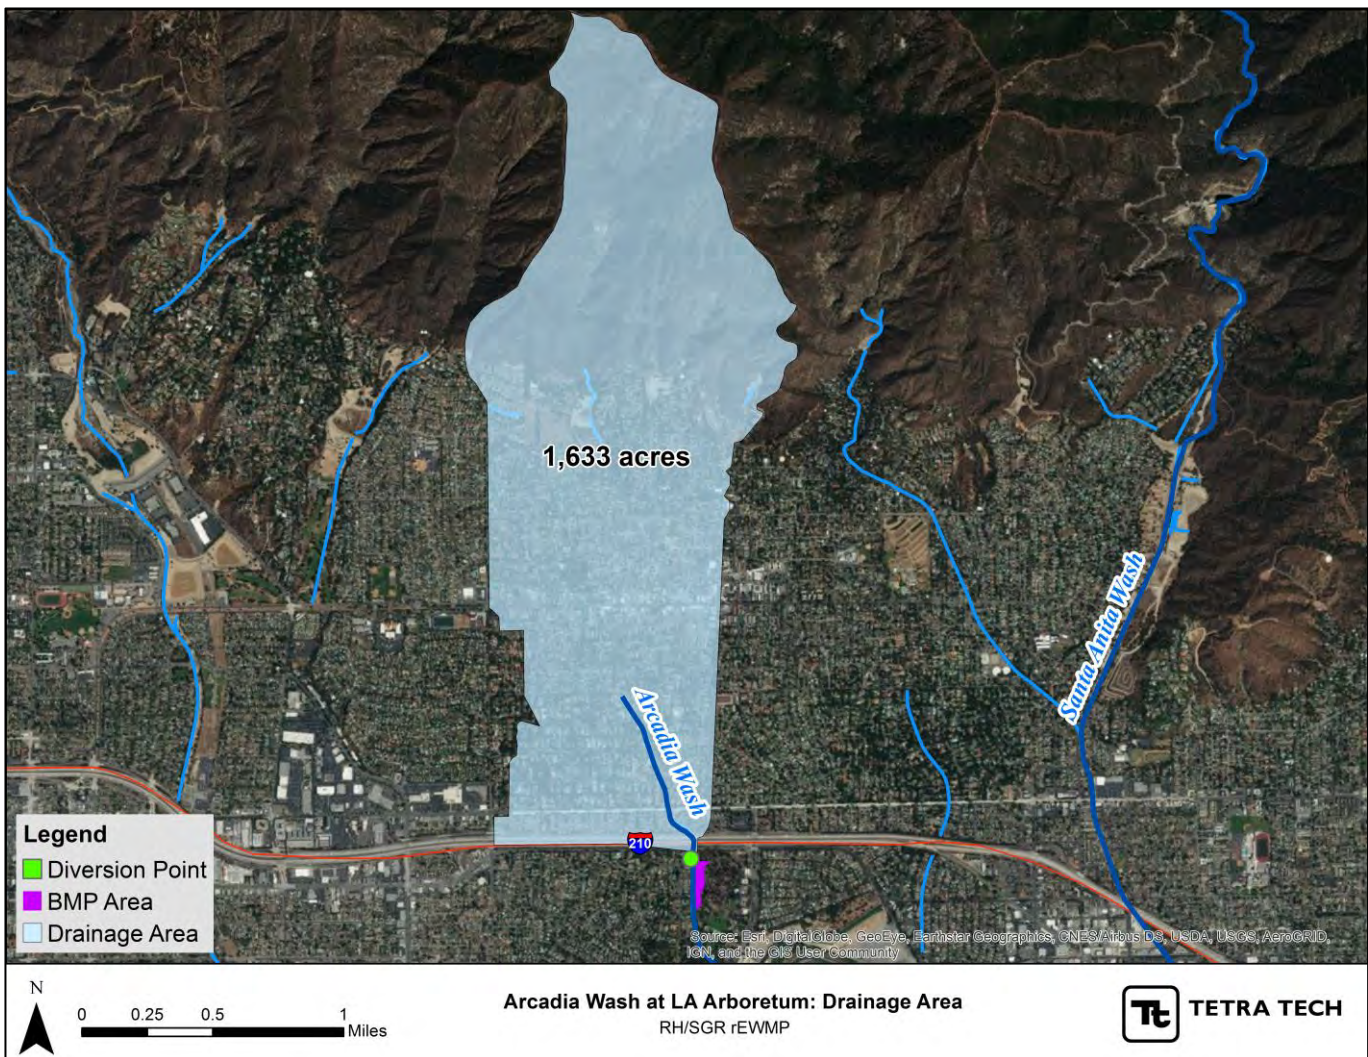 1,633 acres
Arcadia Wash
Santa Anita Wash
210
Legend
Diversion Point
BMP Area
Drainage Area
Source: Esri, DigitalGlobe, GeoEye, Earthstar Geographics, CNES/Airbus DS, USDA, USGS, AeroGRID,
IGN, and the GIS User Community
N
0 0.25 0.5 1
Miles
Arcadia Wash at LA Arboretum: Drainage Area
RH/SGR rEWMP
Tt TETRA TECH